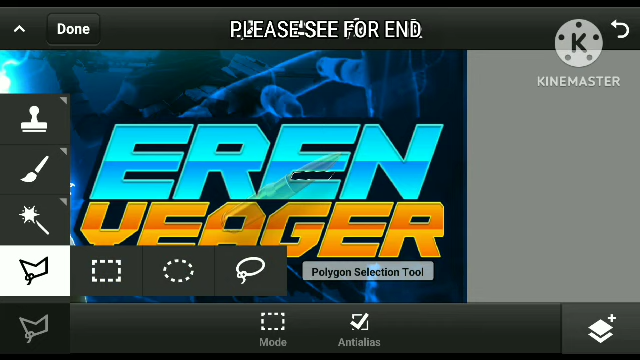 Done
PLEASE SEE FOR END
K
KINEMASTER
EREN
YEAGER
Polygon Selection Tool
Mode
Antialias